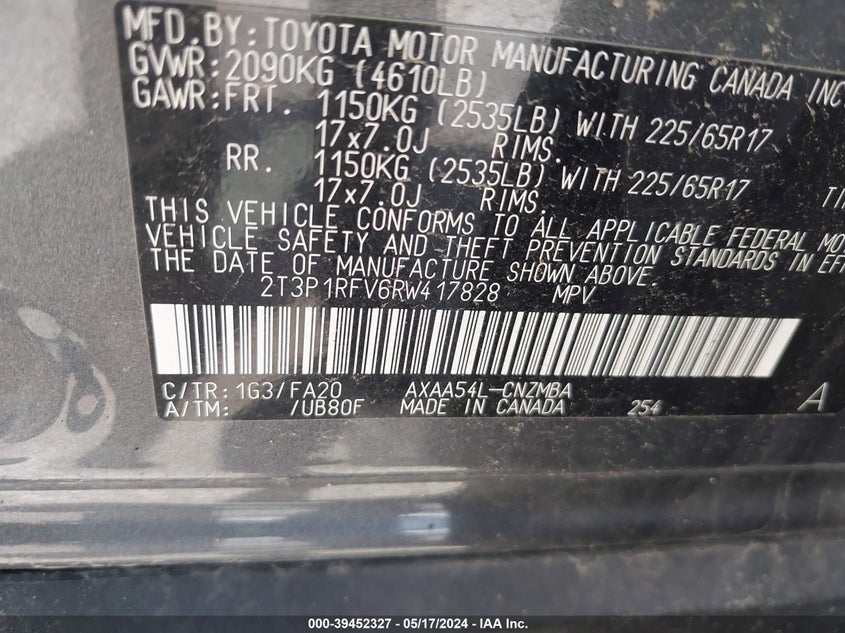 MFD.BY:TOYOTA MOTOR MANUFACTURING CANADA INC
GVWR:2090KG (4610LB)
GAWR:FRT. 1150KG (2535LB) WITH 225/65R17
17x7.0J RIMS.
RR. 1150KG (2535LB) WITH 225/65R17
17x7.0J RIMS.
THIS VEHICLE CONFORMS TO ALL APPLICABLE FEDERAL
VEHICLE SAFETY AND THEFT PREVENTION STANDARDS IN
THE DATE OF MANUFACTURE SHOWN ABOVE.
2T3P1RFV6RW417828 MPV
C/TR:1G3/FA20 AXAA54L-CNZMBA
A/TM: /UB80F MADE IN CANADA 254 A
000-39452327 - 05/17/2024 - IAA Inc.